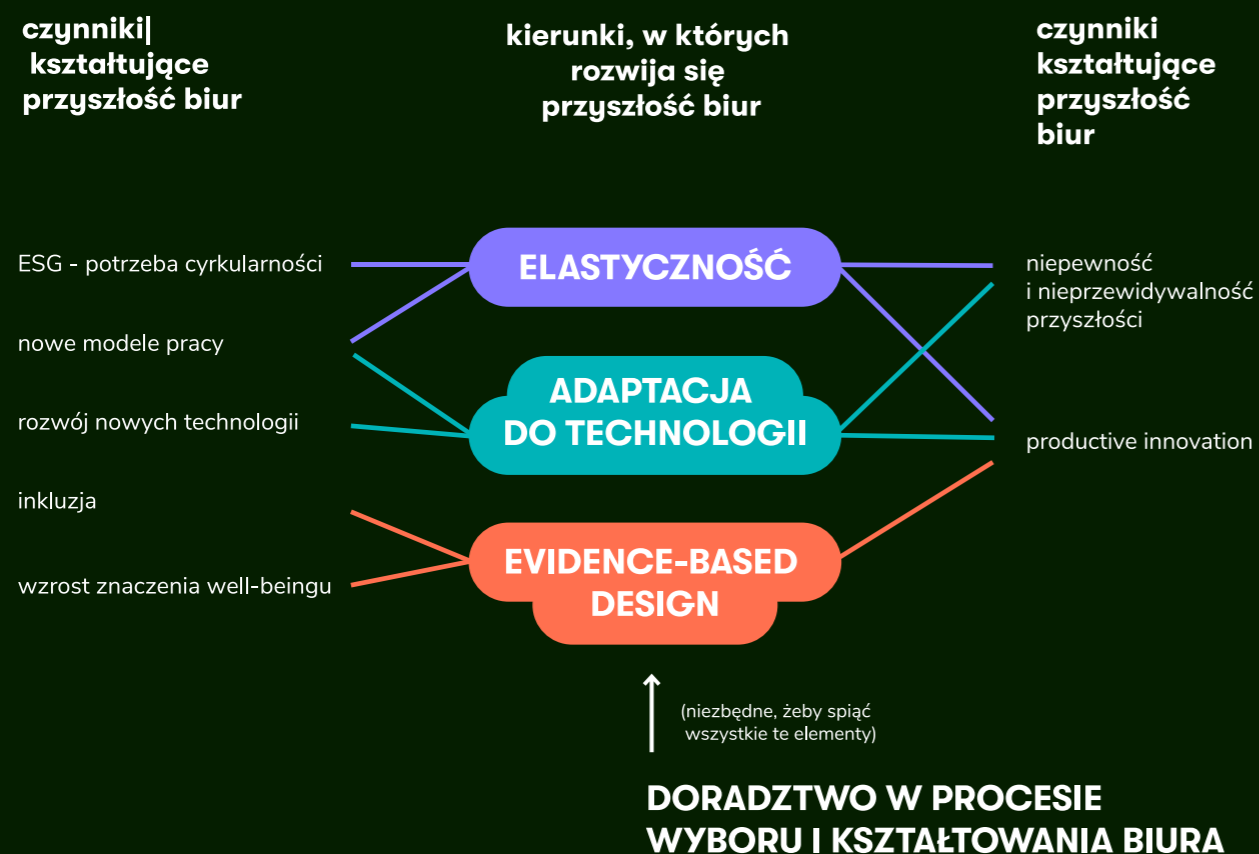 czynniki|
kształtujące
przyszłość biur
kierunki, w których
rozwija się
przyszłość biur
czynniki
kształtujące
przyszłość
biur
ESG - potrzeba cyrkularności
nowe modele pracy
rozwój nowych technologii
inkluzja
wzrost znaczenia well-beingu
ELASTYCZNOŚĆ
ADAPTACJA
DO TECHNOLOGII
EVIDENCE-BASED
DESIGN
niepewność
i nieprzewidywalność
przyszłości
productive innovation
(niezbędne, żeby spiąć
wszystkie te elementy)
DORADZTWO W PROCESIE
WYBORU I KSZTAŁTOWANIA BIURA